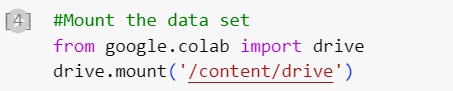 [4] #Mount the data set
from google.colab import drive
drive.mount('/content/drive')